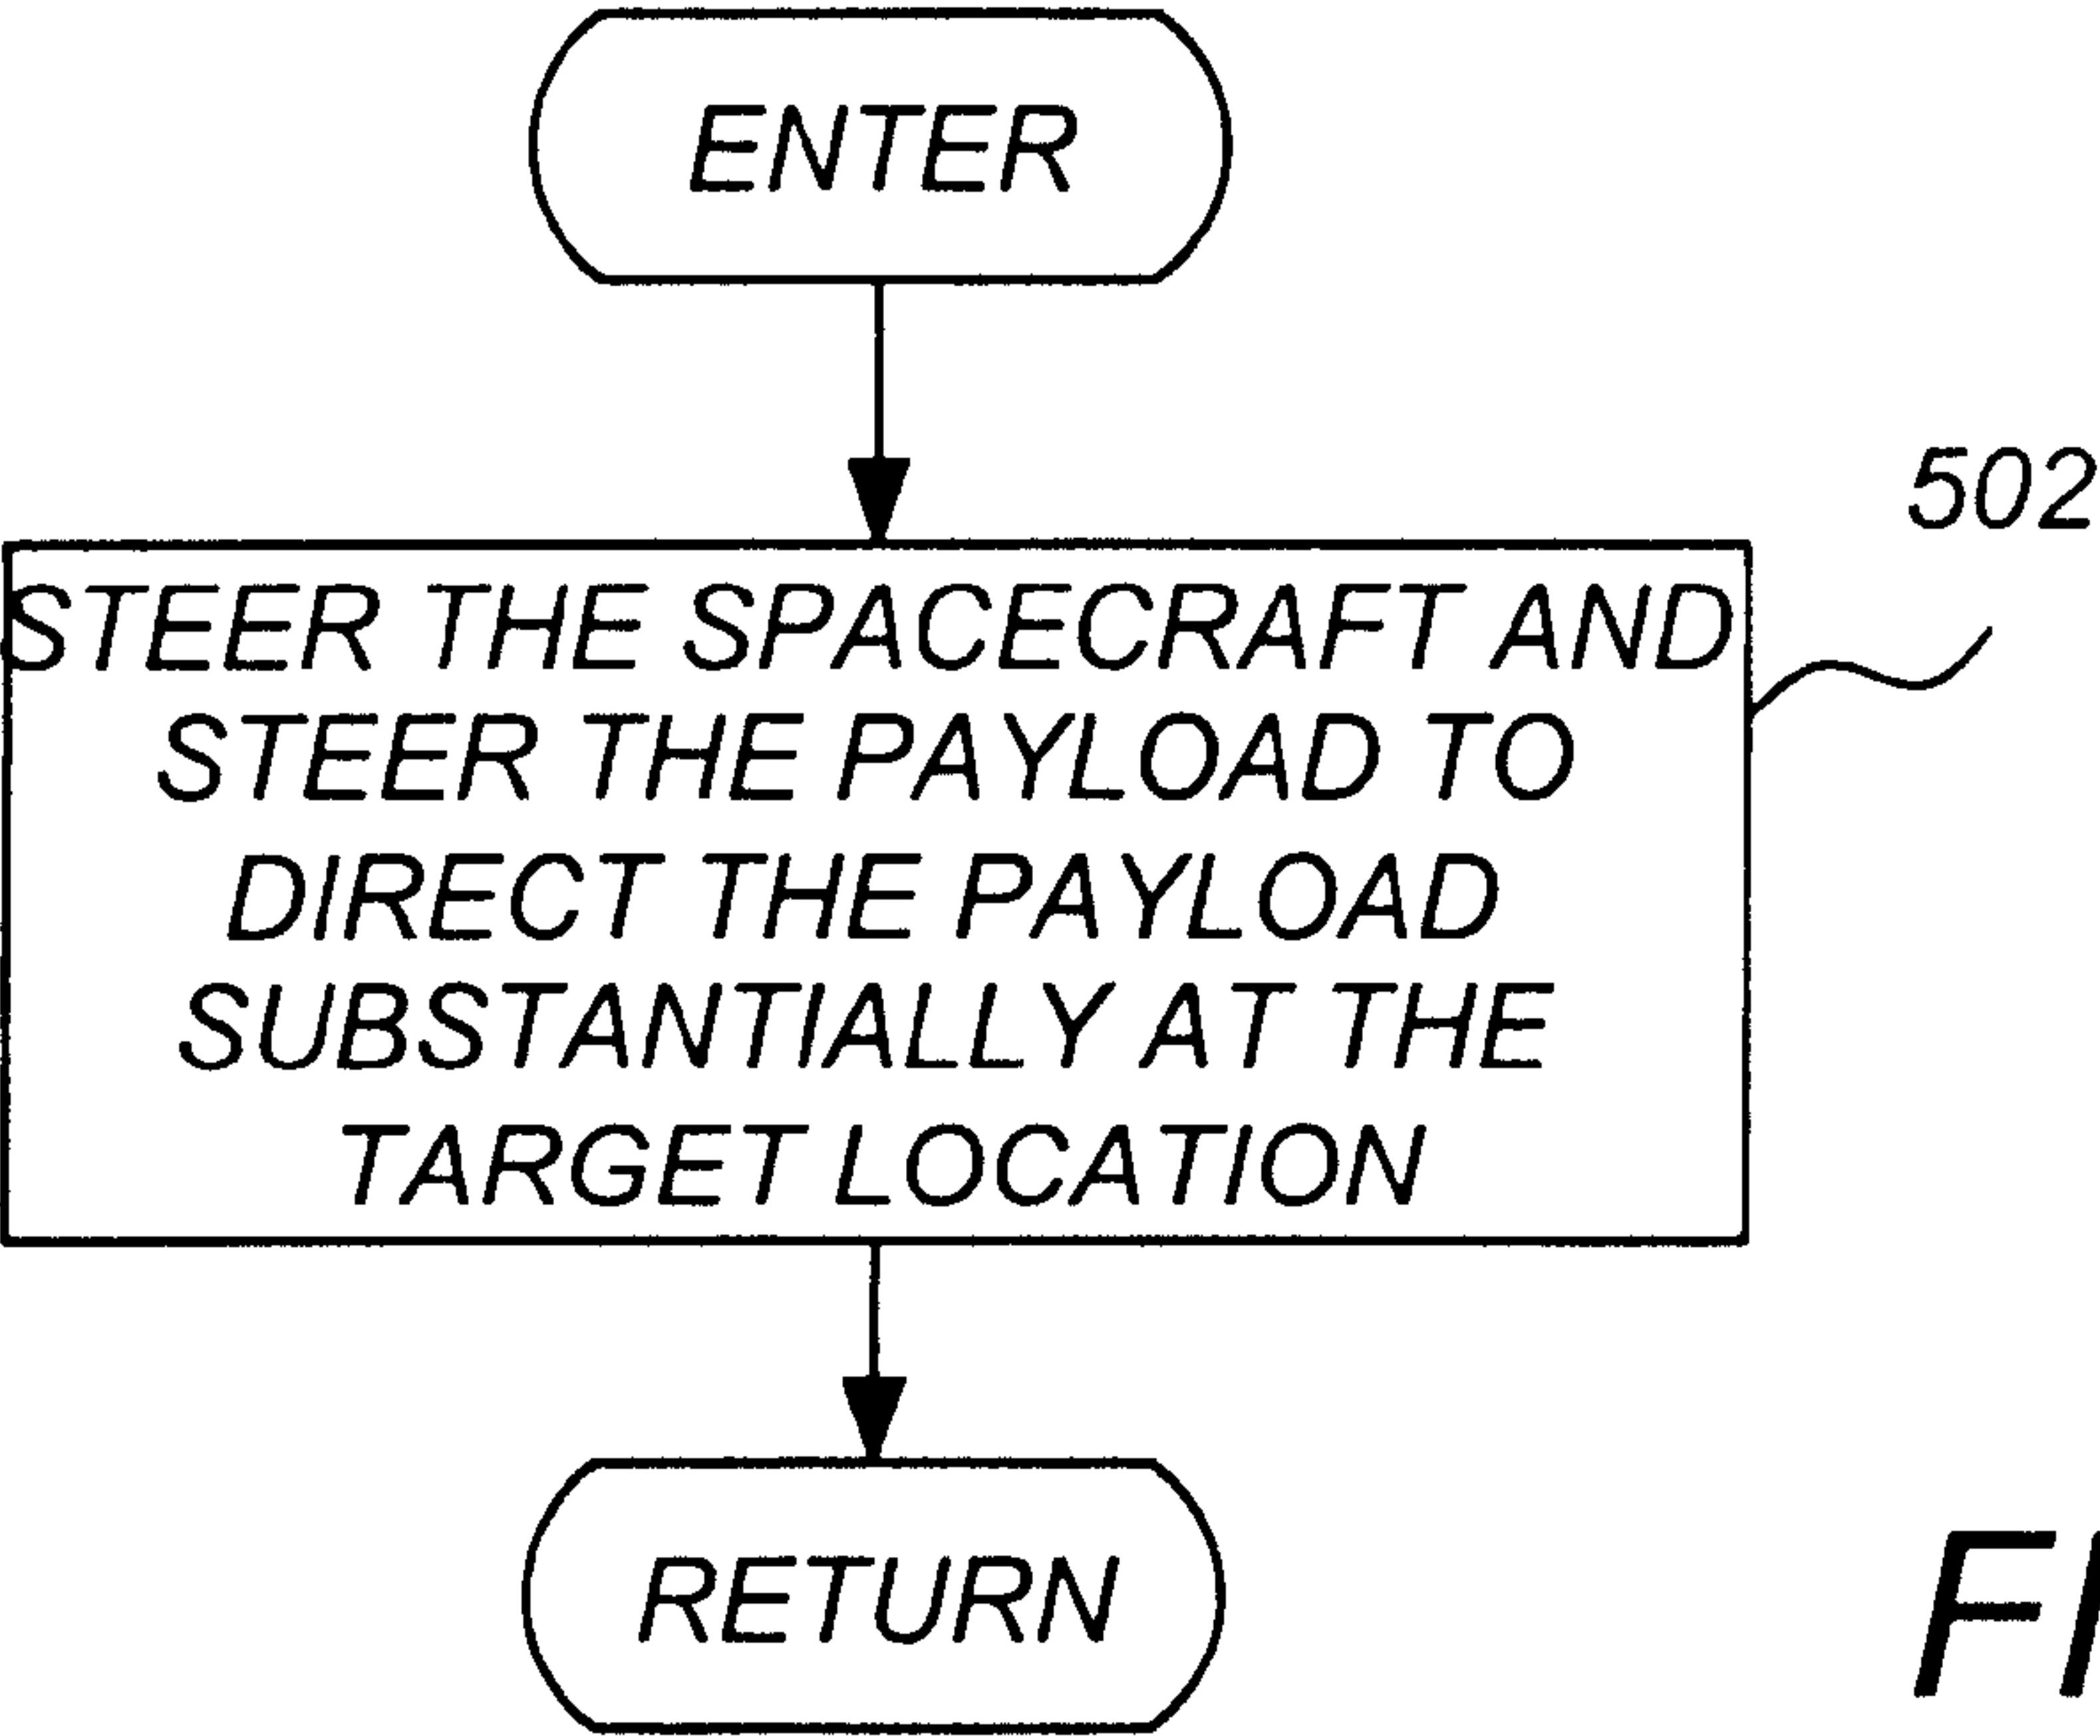 ENTER
502
STEER THE SPACECRAFT AND
STEER THE PAYLOAD TO
DIRECT THE PAYLOAD
SUBSTANTIALLY AT THE
TARGET LOCATION
RETURN